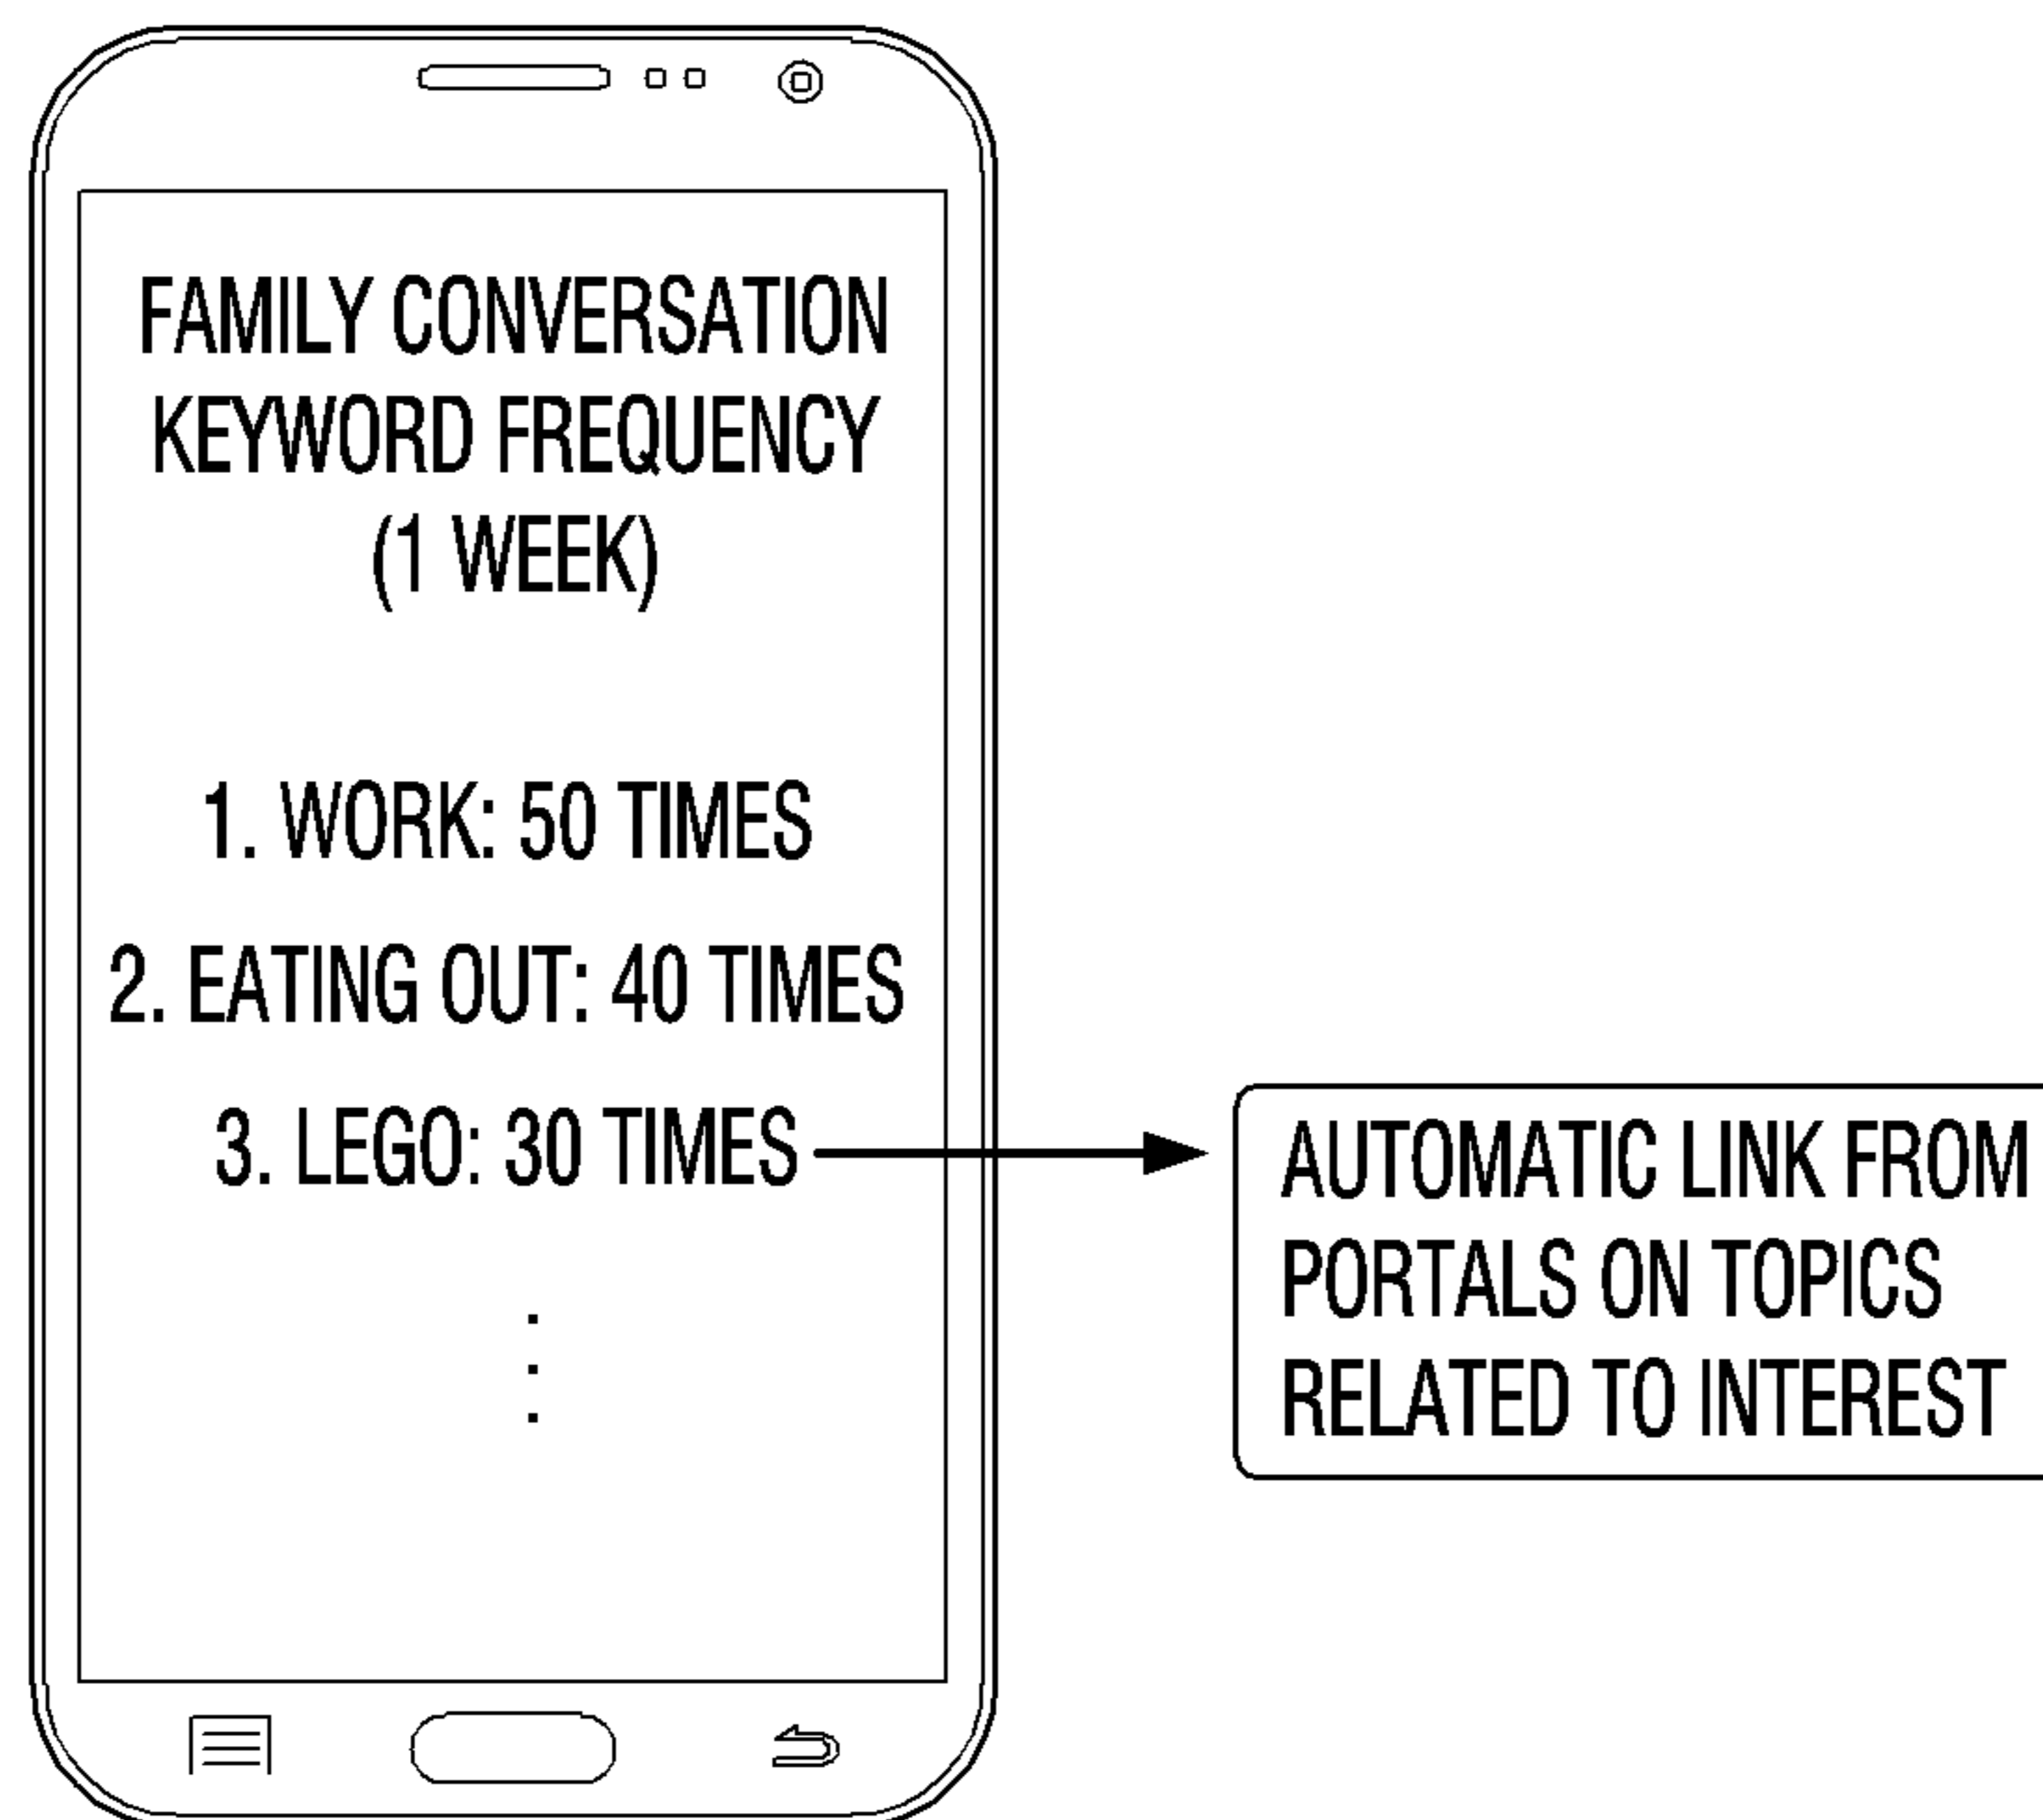 FAMILY CONVERSATION
KEYWORD FREQUENCY
(1 WEEK)
1. WORK: 50 TIMES
2. EATING OUT: 40 TIMES
3. LEGO: 30 TIMES
AUTOMATIC LINK FROM
PORTALS ON TOPICS
RELATED TO INTEREST